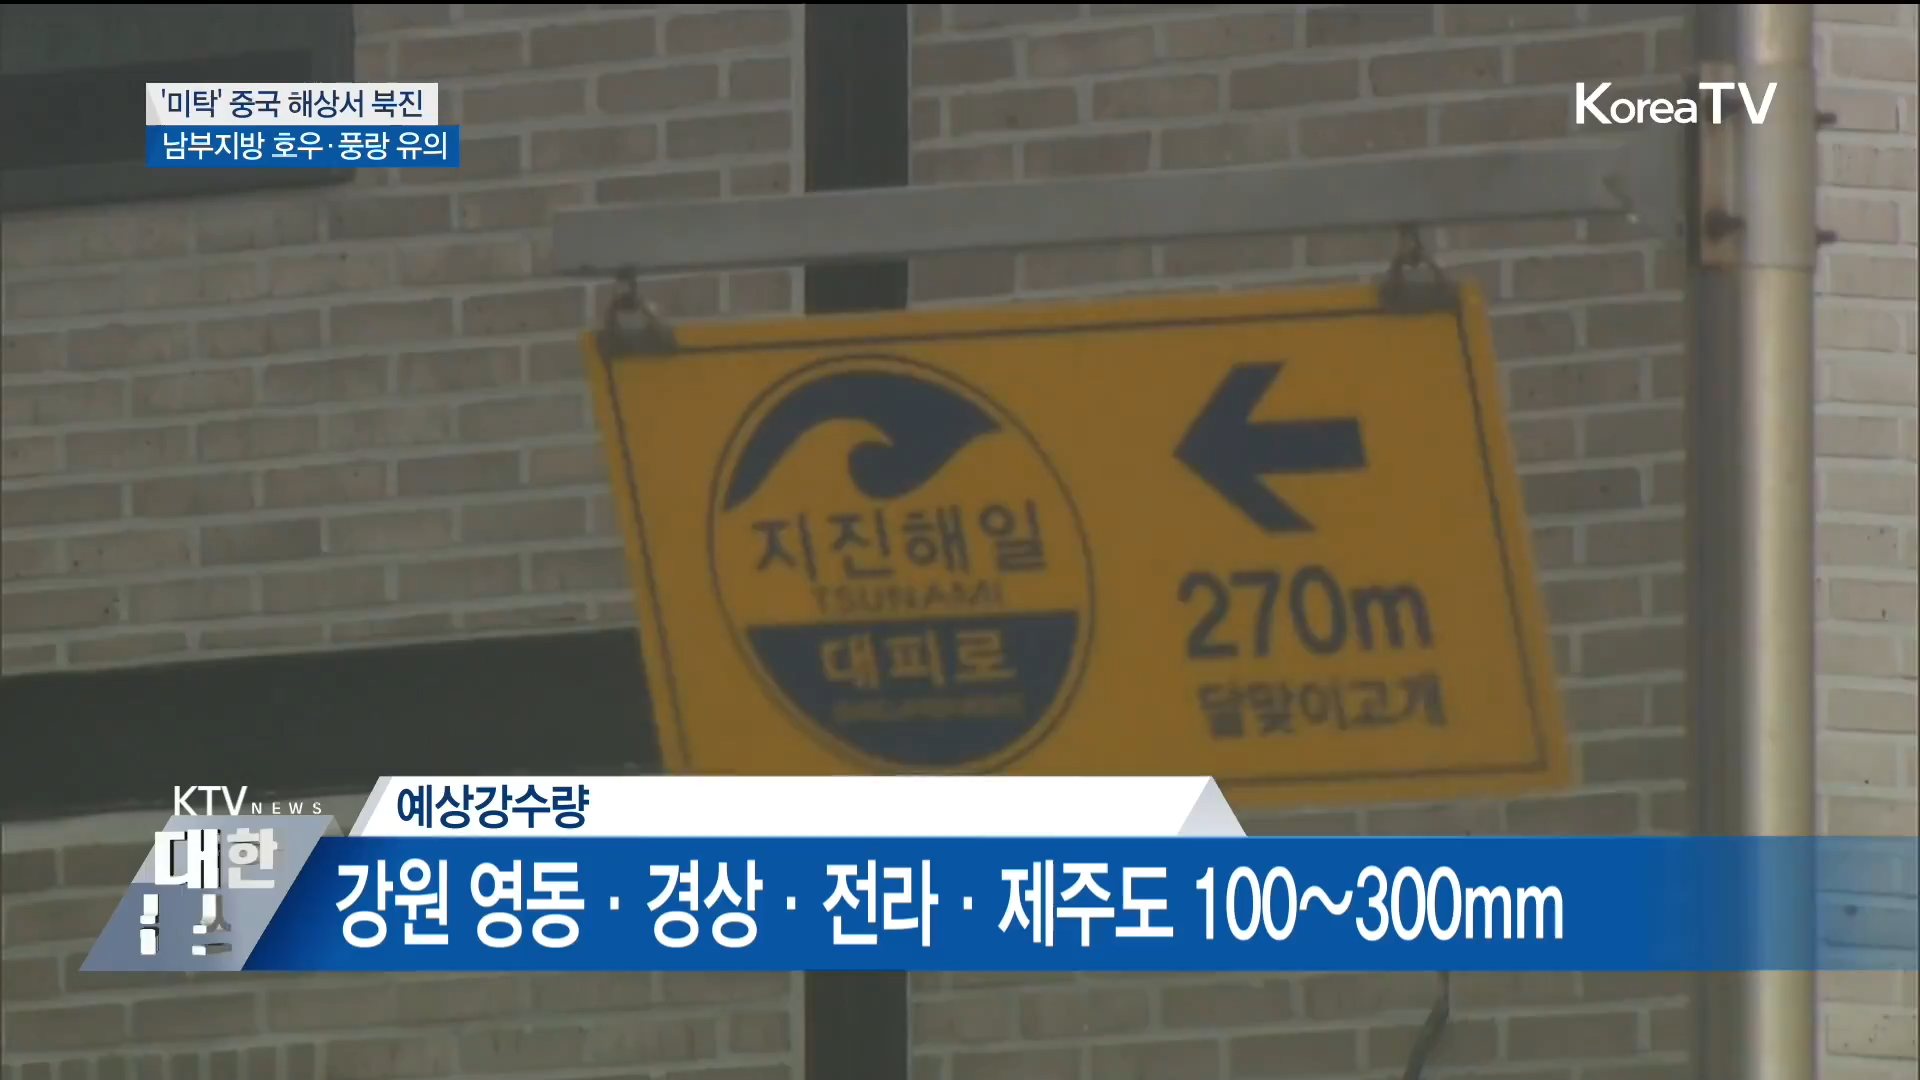 '미탁' 중국 해상서 북진
남부지방 호우·풍랑 유의
KoreaTV
지진해일
TSUNAMI
대피로
270m
달맞이고개
KTV NEWS
예상강수량
대한
강원 영동·경상·전라·제주도 100~300mm